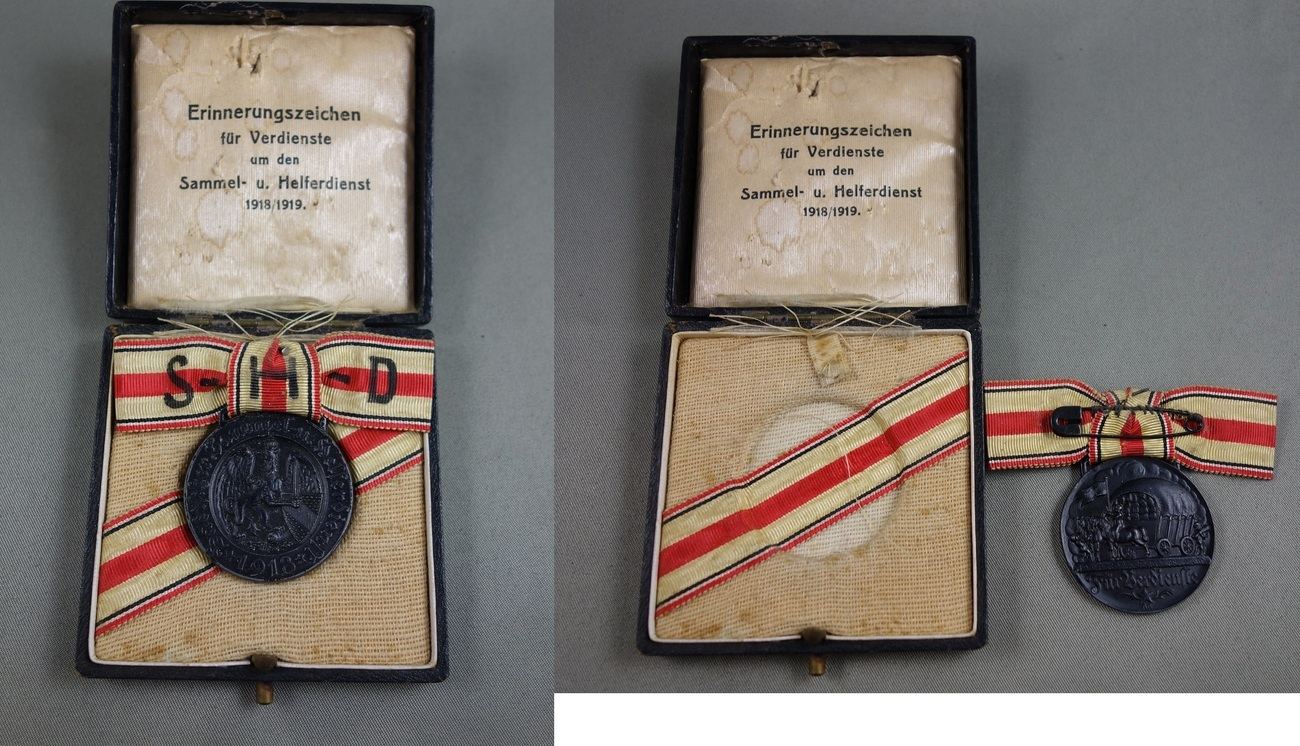 Erinnerungszeichen
für Verdienste
um den
Sammel- u. Helferdienst
1918/1919.
S-H-D
1918
Erinnerungszeichen
für Verdienste
um den
Sammel- u. Helferdienst
1918/1919.
Für Verdienste